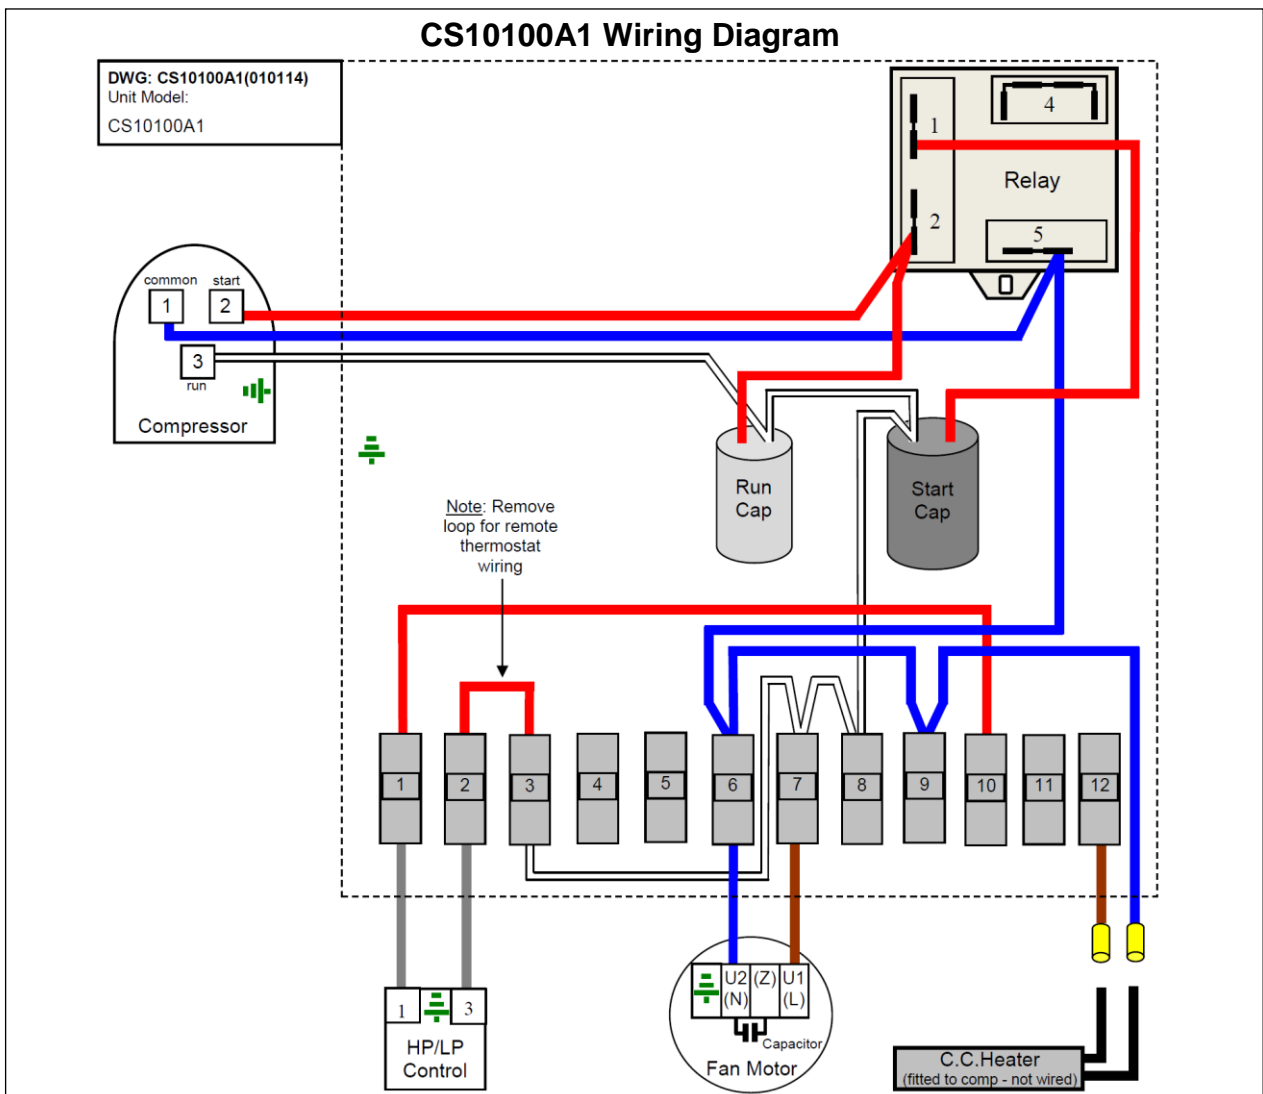 CS10100A1 Wiring Diagram
DWG: CS10100A1(010114)
Unit Model:
CS10100A1
1
4
Relay
2
5
common
start
1
2
3
run
Compressor
Run
Cap
Start
Cap
Note: Remove
loop for remote
thermostat
wiring
1
2
3
4
5
6
7
8
9
10
11
12
1
3
HP/LP
Control
U2
(N)
(Z)
U1
(L)
Capacitor
Fan Motor
C.C.Heater
(fitted to comp - not wired)